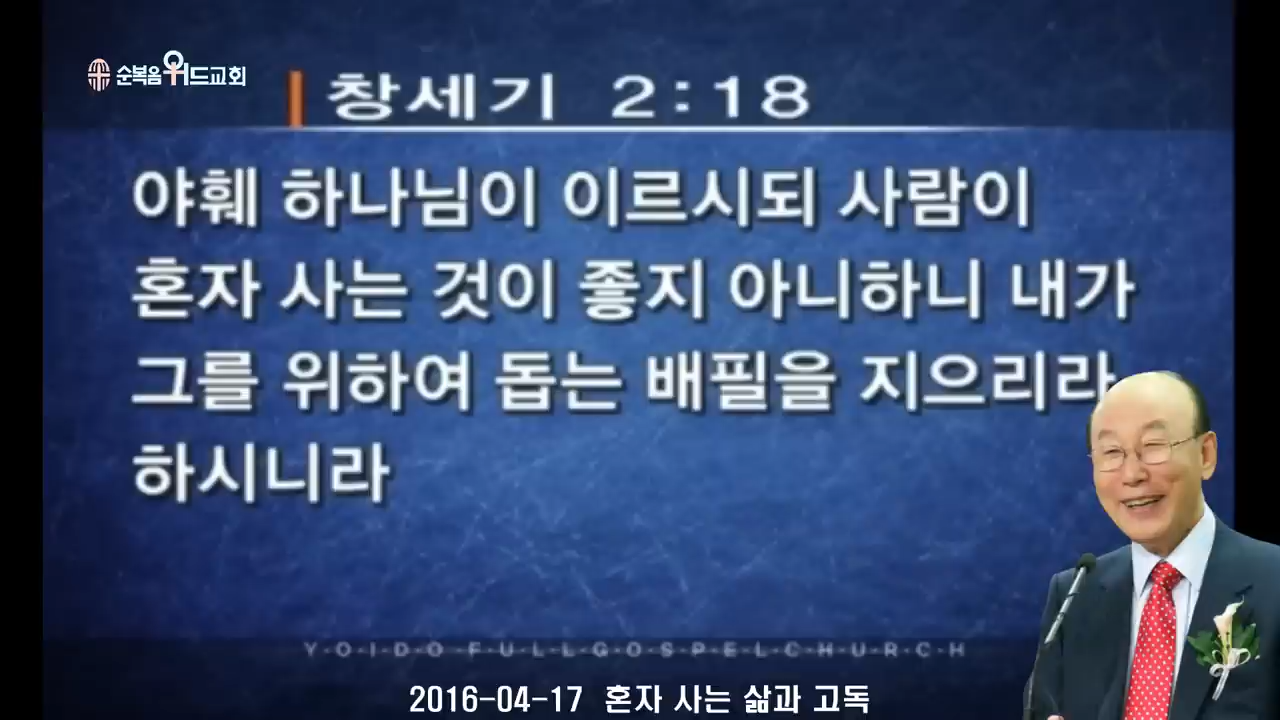 순복음위드교회
창세기 2:18
야훼 하나님이 이르시되 사람이
혼자 사는 것이 좋지 아니하니 내가
그를 위하여 돕는 배필을 지으리라
하시니라
Y·O·I·D·O·F·U·L·L·G·O·S·P·E·L·C·H·U·R·C·H
2016-04-17 혼자 사는 삶과 고독